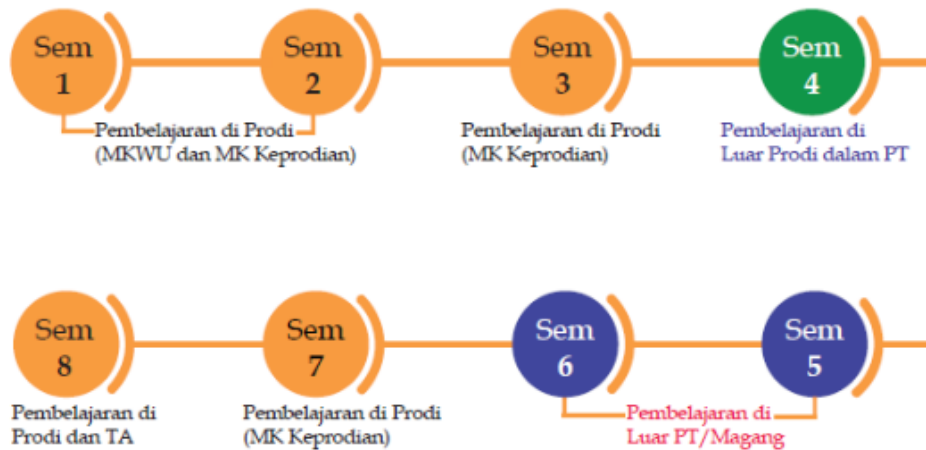 Sem
1
Sem
2
Sem
3
Sem
4
Pembelajaran di Prodi
(MKWU dan MK Keprodian)
Pembelajaran di Prodi
(MK Keprodian)
Pembelajaran di
Luar Prodi dalam PT
Sem
8
Sem
7
Sem
6
Sem
5
Pembelajaran di
Prodi dan TA
Pembelajaran di Prodi
(MK Keprodian)
Pembelajaran di
Luar PT/Magang